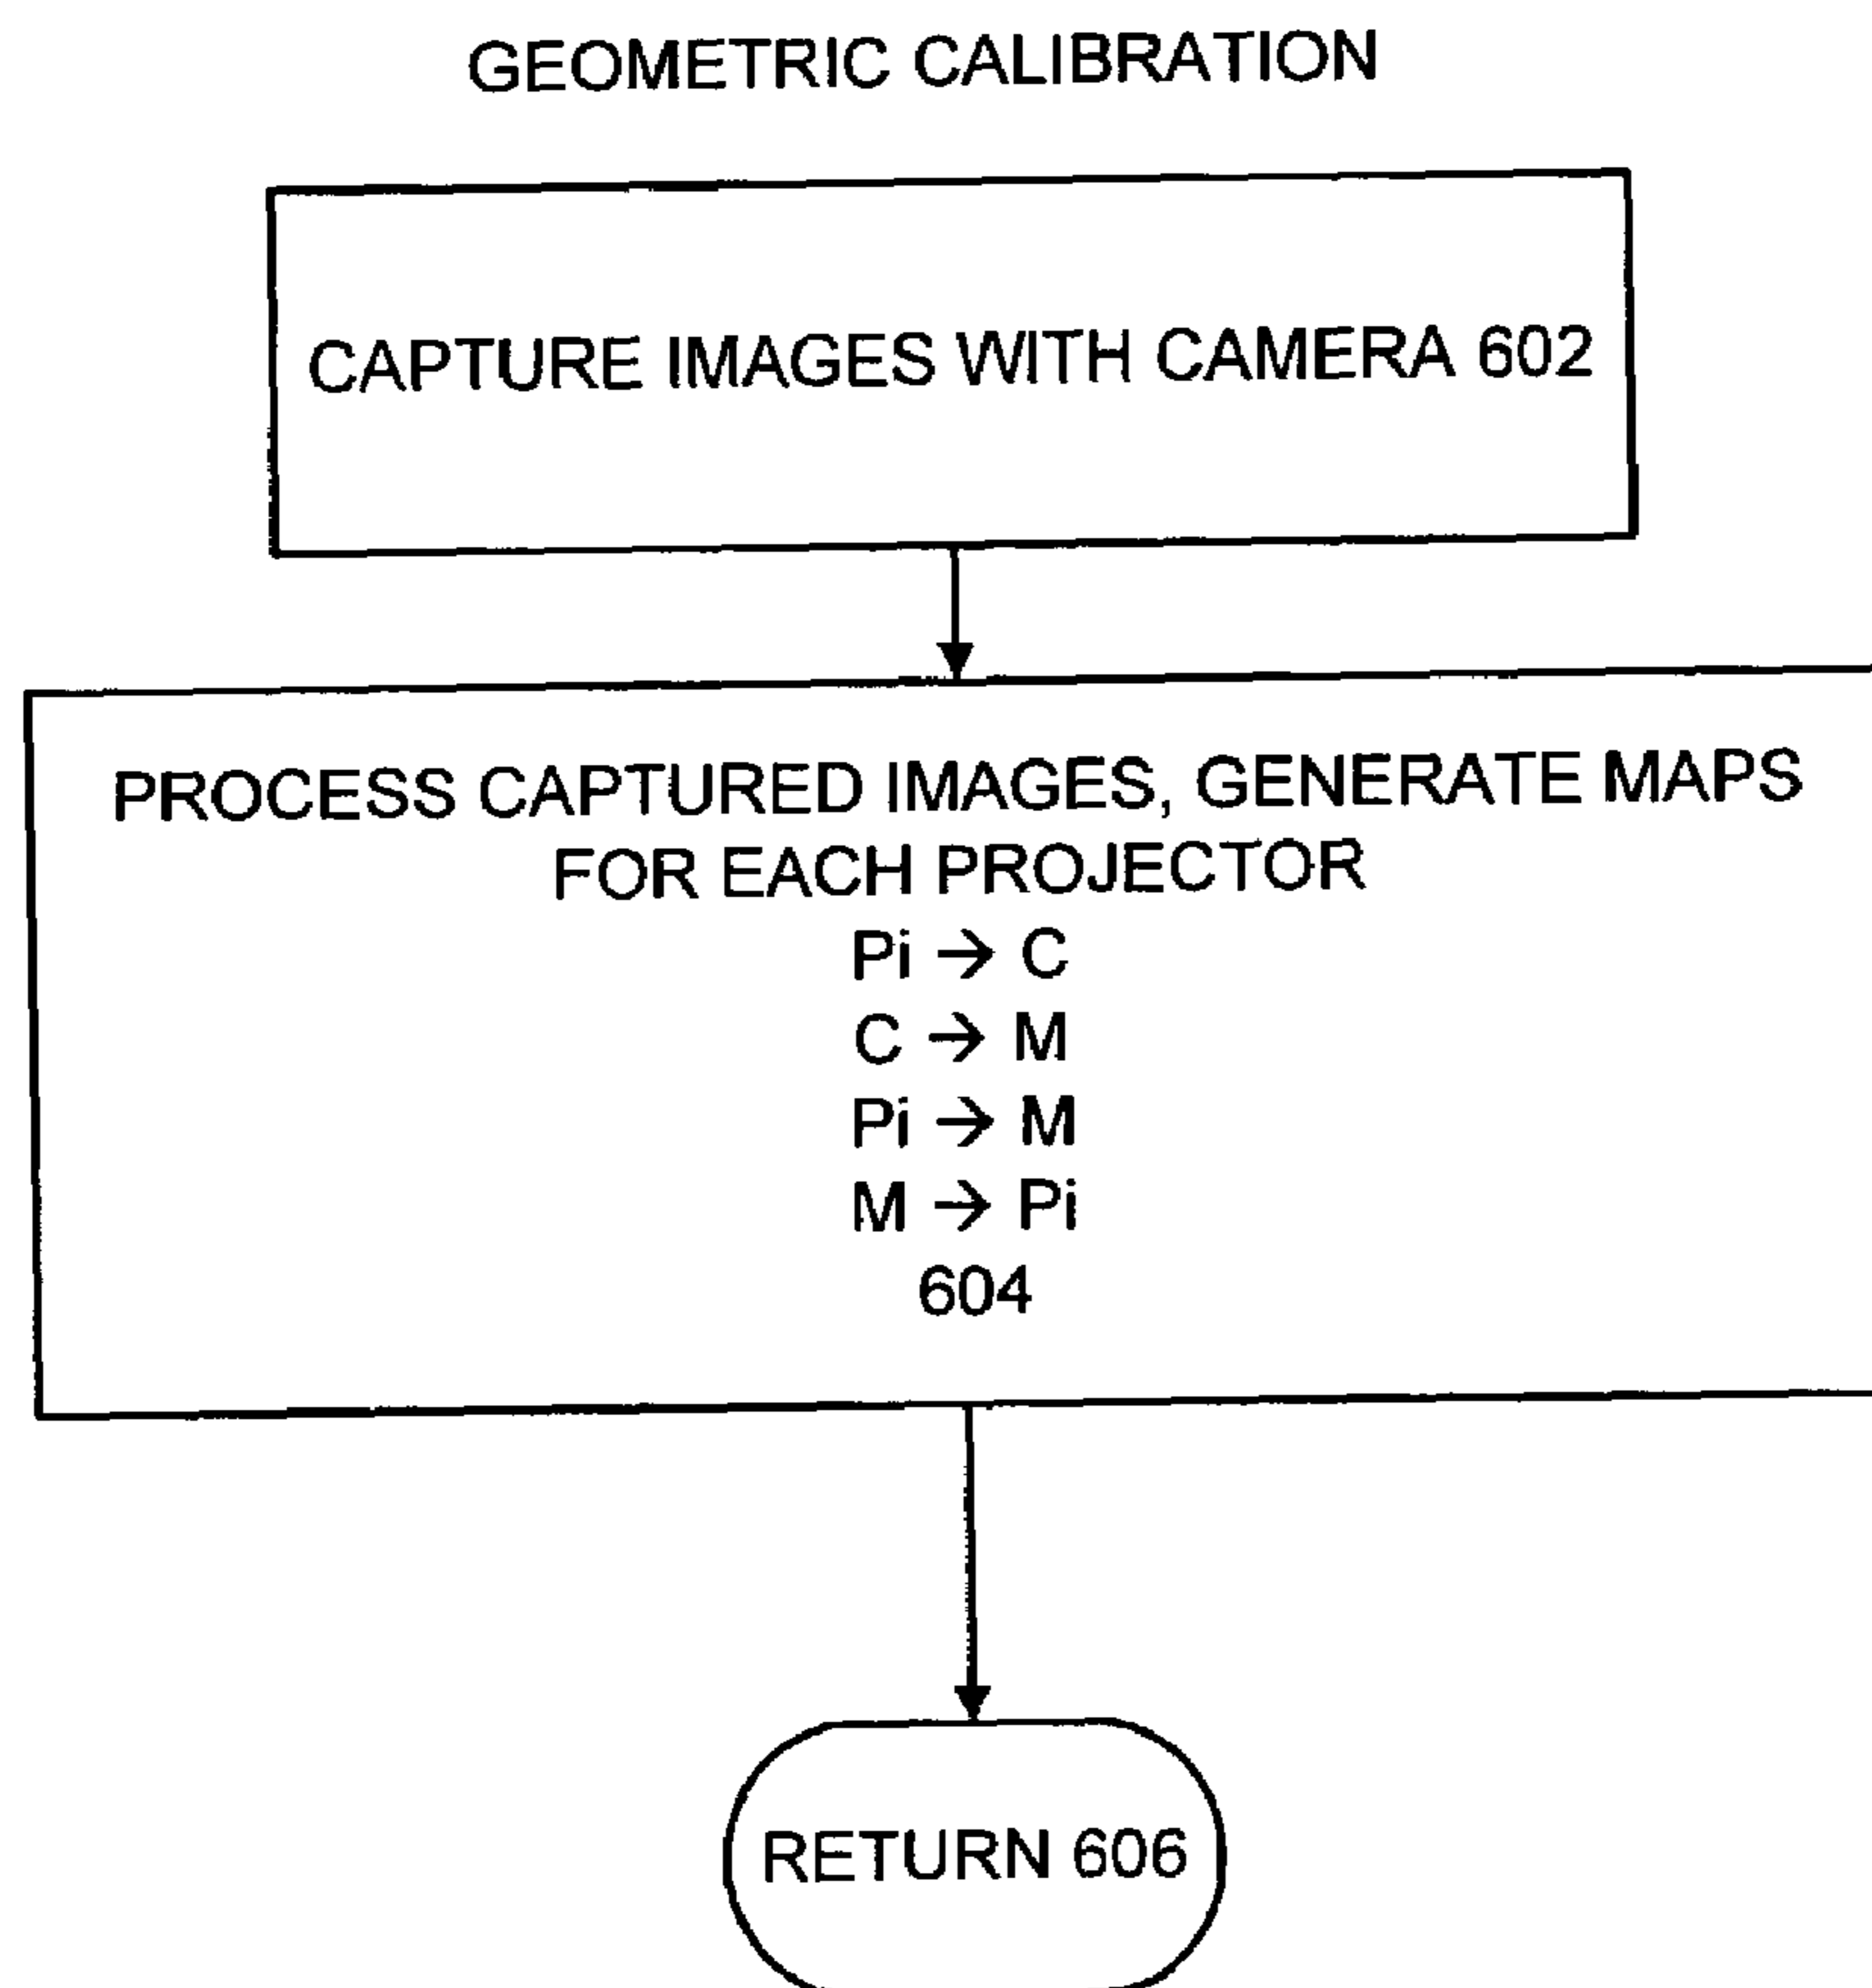 GEOMETRIC CALIBRATION
CAPTURE IMAGES WITH CAMERA 602
PROCESS CAPTURED IMAGES, GENERATE MAPS
FOR EACH PROJECTOR
Pi → C
C → M
Pi → M
M → Pi
604
RETURN 606